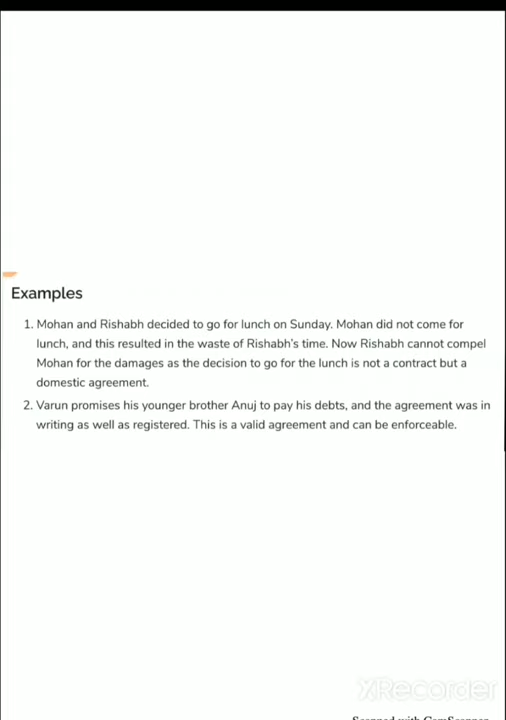 Examples
1. Mohan and Rishabh decided to go for lunch on Sunday. Mohan did not come for
lunch, and this resulted in the waste of Rishabh's time. Now Rishabh cannot compel
Mohan for the damages as the decision to go for the lunch is not a contract but a
domestic agreement.
2. Varun promises his younger brother Anuj to pay his debts, and the agreement was in
writing as well as registered. This is a valid agreement and can be enforceable.
XRecorder
Scanned with CamScanner